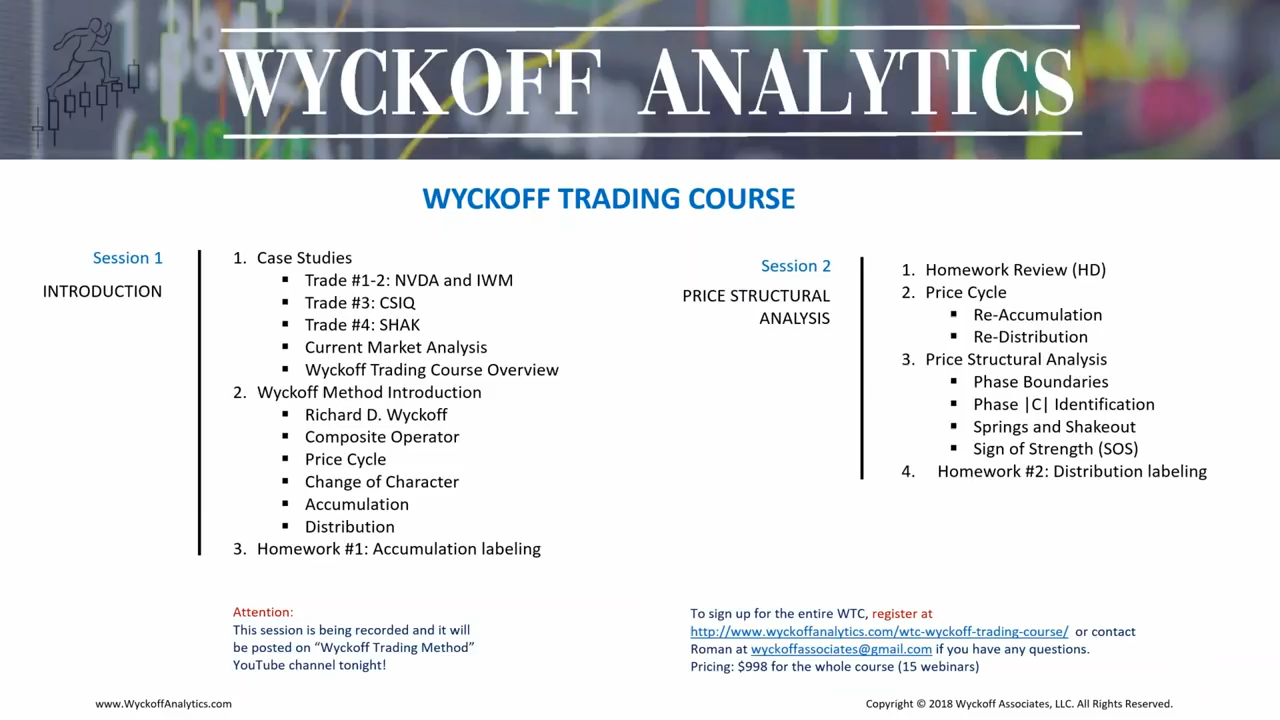 WYCKOFF ANALYTICS
WYCKOFF TRADING COURSE
Session 1
INTRODUCTION
1. Case Studies
▪ Trade #1-2: NVDA and IWM
▪ Trade #3: CSIQ
▪ Trade #4: SHAK
▪ Current Market Analysis
▪ Wyckoff Trading Course Overview
2. Wyckoff Method Introduction
▪ Richard D. Wyckoff
▪ Composite Operator
▪ Price Cycle
▪ Change of Character
▪ Accumulation
▪ Distribution
3. Homework #1: Accumulation labeling
Session 2
PRICE STRUCTURAL
ANALYSIS
1. Homework Review (HD)
2. Price Cycle
▪ Re-Accumulation
▪ Re-Distribution
3. Price Structural Analysis
▪ Phase Boundaries
▪ Phase |C| Identification
▪ Springs and Shakeout
▪ Sign of Strength (SOS)
4. Homework #2: Distribution labeling
Attention:
This session is being recorded and it will
be posted on “Wyckoff Trading Method”
YouTube channel tonight!
To sign up for the entire WTC, register at
http://www.wyckoffanalytics.com/wtc-wyckoff-trading-course/ or contact
Roman at wyckoffassociates@gmail.com if you have any questions.
Pricing: $998 for the whole course (15 webinars)
www.WyckoffAnalytics.com
Copyright © 2018 Wyckoff Associates, LLC. All Rights Reserved.